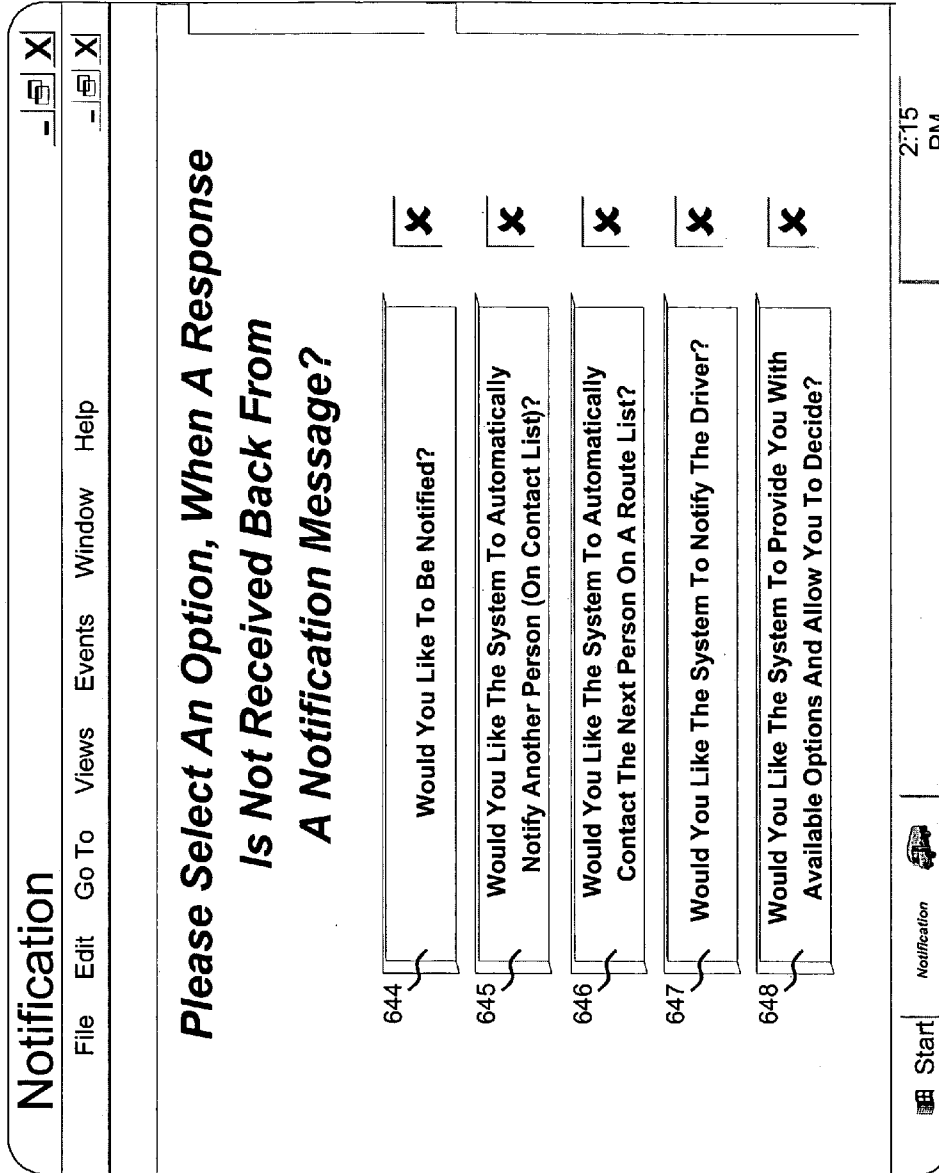 Notification
File Edit Go To Views Events Window Help
Please Select An Option, When A Response
Is Not Received Back From
A Notification Message?
644 Would You Like To Be Notified?
645 Would You Like The System To Automatically
Notify Another Person (On Contact List)?
646 Would You Like The System To Automatically
Contact The Next Person On A Route List?
647 Would You Like The System To Notify The Driver?
648 Would You Like The System To Provide You With
Available Options And Allow You To Decide?
Start Notification 2:15
PM